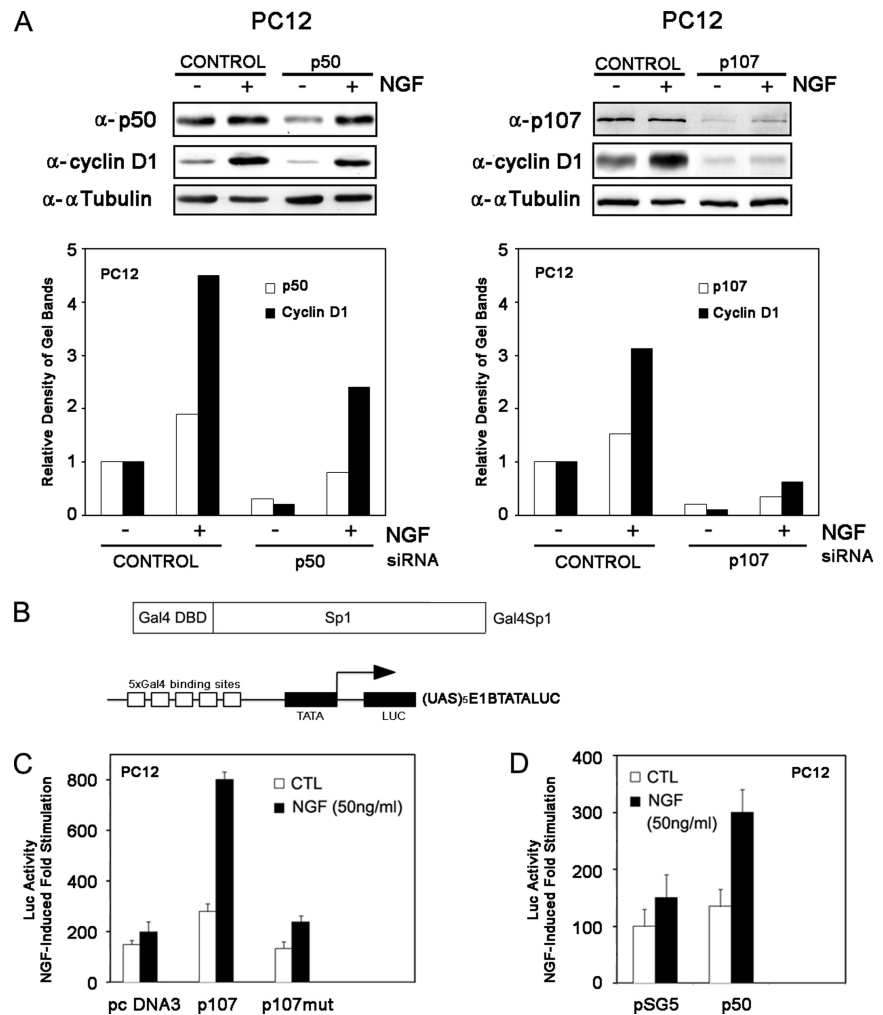 A
PC12
CONTROL p50
- + - + NGF
α-p50
α-cyclin D1
α-αTubulin
PC12
CONTROL p107
- + - + NGF
α-p107
α-cyclin D1
α-αTubulin
Relative Density of Gel Bands
5
4
3
2
1
0
PC12
p50
Cyclin D1
- + - + NGF
CONTROL p50 siRNA
Relative Density of Gel Bands
5
4
3
2
1
0
PC12
p107
Cyclin D1
- + - + NGF
CONTROL p107 siRNA
B
Gal4 DBD Sp1 Gal4Sp1
5xGal4 binding sites
TATA LUC
(UAS)5E1BTATALUC
C
Luc Activity
NGF-Induced Fold Stimulation
800
600
400
200
0
PC12
CTL
NGF (50ng/ml)
pc DNA3 p107 p107mut
D
Luc Activity
NGF-Induced Fold Stimulation
400
300
200
100
0
CTL
NGF
(50ng/ml)
PC12
pSG5 p50